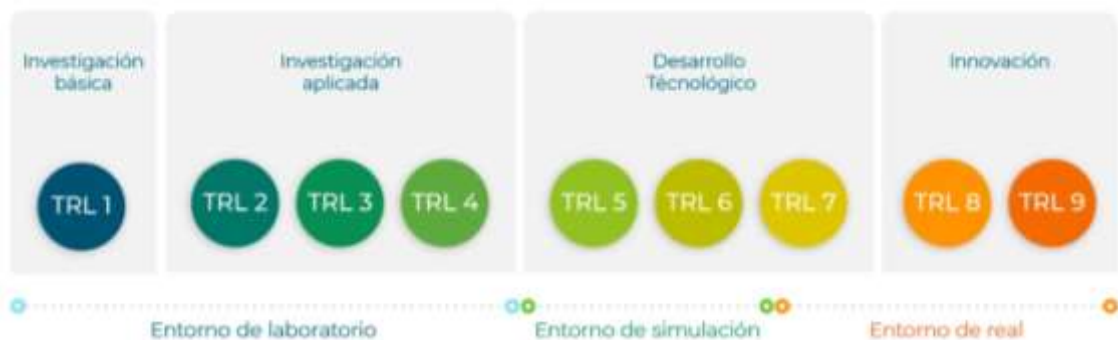 Investigación
básica
Investigación
aplicada
Desarrollo
Técnológico
Innovación
TRL 1
TRL 2
TRL 3
TRL 4
TRL 5
TRL 6
TRL 7
TRL 8
TRL 9
Entorno de laboratorio
Entorno de simulación
Entorno de real